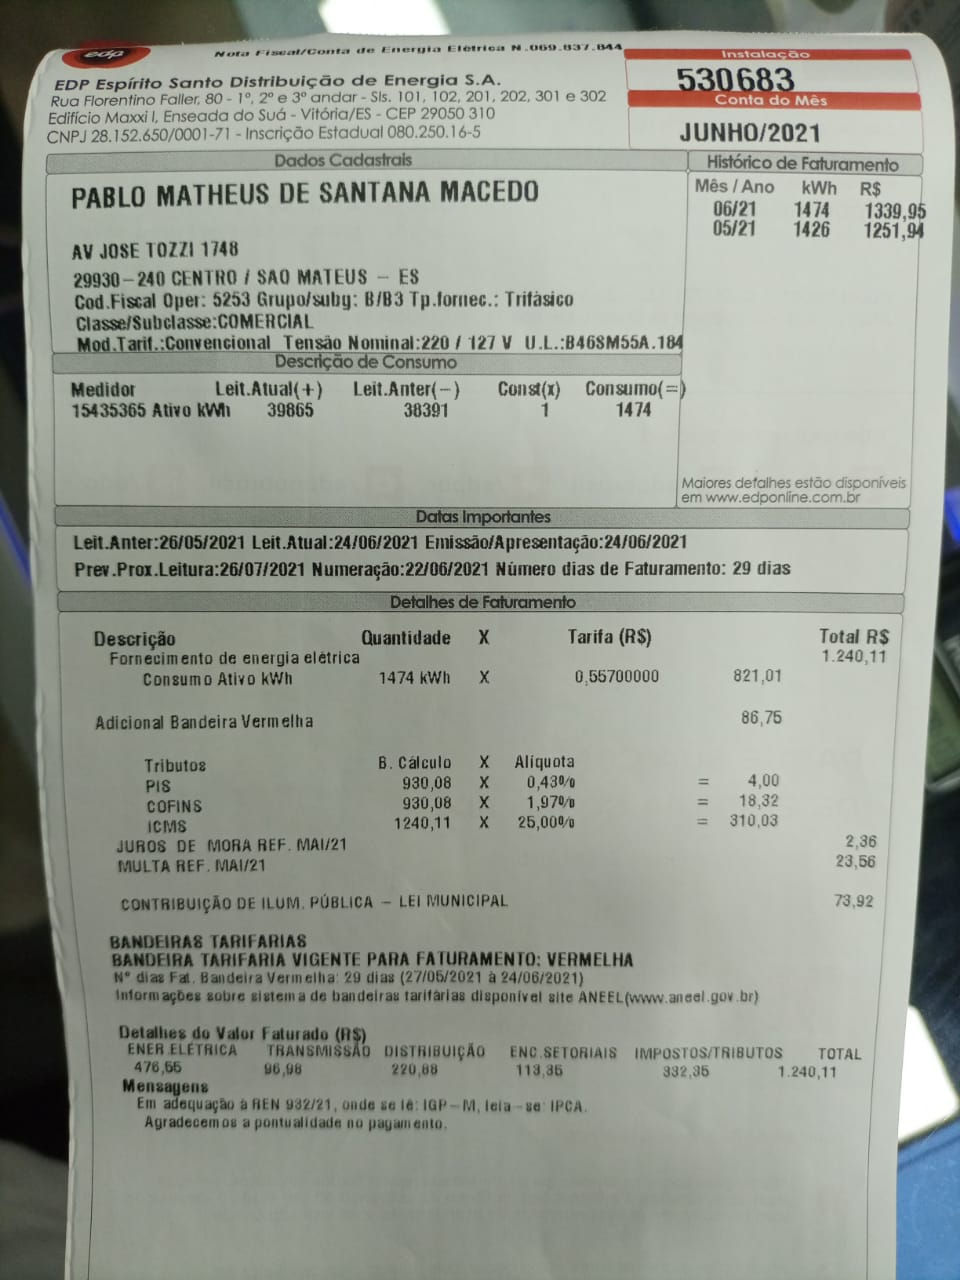 edp
Nota Fiscal/Conta de Energia Elétrica N.069.837.844
EDP Espírito Santo Distribuição de Energia S.A.
Rua Florentino Faller, 80 - 1º, 2º e 3º andar - Sls. 101, 102, 201, 202, 301 e 302
Edifício Maxxi I, Enseada do Suá - Vitória/ES - CEP 29050 310
CNPJ 28.152.650/0001-71 - Inscrição Estadual 080.250.16-5
Instalação
530683
Conta do Mês
JUNHO/2021
Dados Cadastrais
PABLO MATHEUS DE SANTANA MACEDO
AV JOSE TOZZI 1748
29930-240 CENTRO / SAO MATEUS - ES
Cod.Fiscal Oper: 5253 Grupo/subg: B/B3 Tp.fornec.: Trifásico
Classe/Subclasse:COMERCIAL
Mod.Tarif.:Convencional Tensão Nominal:220 / 127 V U.L.:B46SM55A.184
Histórico de Faturamento
Mês / Ano kWh R$
06/21 1474 1339,95
05/21 1426 1251,94
Maiores detalhes estão disponíveis
em www.edponline.com.br
Descrição de Consumo
Medidor Leit.Atual(+) Leit.Anter(-) Const(x) Consumo(=)
15435365 Ativo kWh 39865 38391 1 1474
Datas Importantes
Leit.Anter:26/05/2021 Leit.Atual:24/06/2021 Emissão/Apresentação:24/06/2021
Prev.Prox.Leitura:26/07/2021 Numeração:22/06/2021 Número dias de Faturamento: 29 dias
Detalhes de Faturamento
Descrição Quantidade X Tarifa (R$) Total R$
Fornecimento de energia elétrica 1.240,11
Consumo Ativo kWh 1474 kWh X 0,55700000 821,01
Adicional Bandeira Vermelha 86,75
Tributos B. Cálculo X Alíquota
PIS 930,08 X 0,43% = 4,00
COFINS 930,08 X 1,97% = 18,32
ICMS 1240,11 X 25,00% = 310,03
JUROS DE MORA REF. MAI/21 2,36
MULTA REF. MAI/21 23,56
CONTRIBUIÇÃO DE ILUM. PÚBLICA - LEI MUNICIPAL 73,92
BANDEIRAS TARIFARIAS
BANDEIRA TARIFARIA VIGENTE PARA FATURAMENTO: VERMELHA
Nº dias Fat. Bandeira Vermelha: 29 dias (27/05/2021 à 24/06/2021)
Informações sobre sistema de bandeiras tarifárias disponível site ANEEL(www.aneel.gov.br)
Detalhes do Valor Faturado (R$)
ENER.ELÉTRICA TRANSMISSÃO DISTRIBUIÇÃO ENC.SETORIAIS IMPOSTOS/TRIBUTOS TOTAL
476,55 96,98 220,88 113,35 332,35 1.240,11
Mensagens
Em adequação à REN 932/21, onde se lê: IGP-M, leia-se: IPCA.
Agradecemos a pontualidade no pagamento.